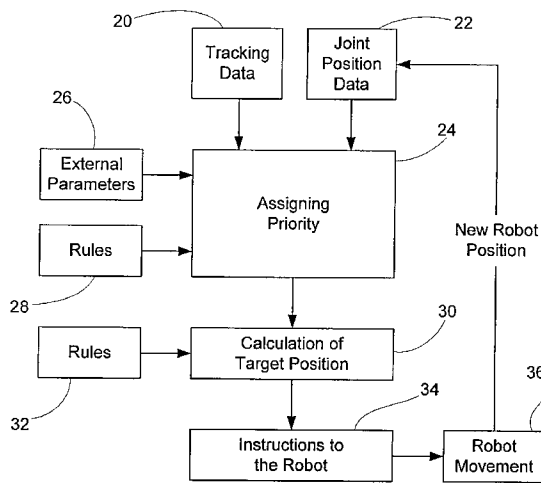 20
22
Tracking
Data
Joint
Position
Data
26
24
External
Parameters
Assigning
Priority
Rules
New Robot
Position
28
30
Rules
Calculation of
Target Position
32
34
36
Instructions to
the Robot
Robot
Movement